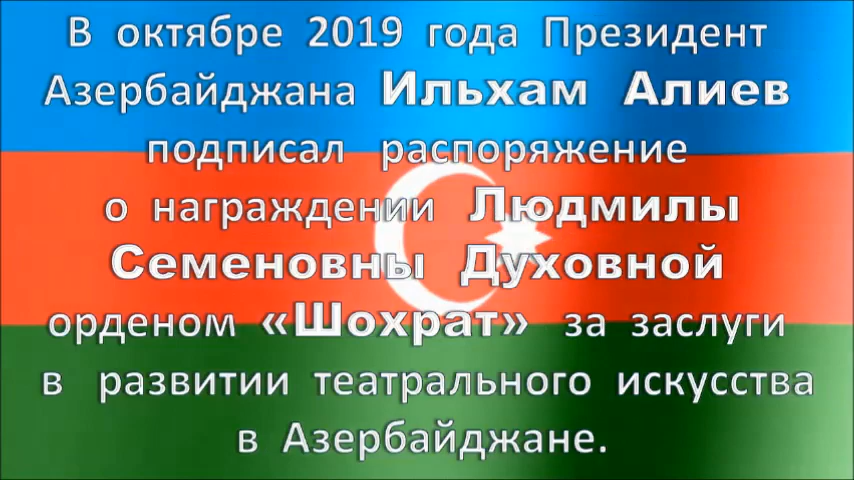 В октябре 2019 года Президент
Азербайджана Ильхам Алиев
подписал распоряжение
о награждении Людмилы
Семеновны Духовной
орденом «Шохрат» за заслуги
в развитии театрального искусства
в Азербайджане.